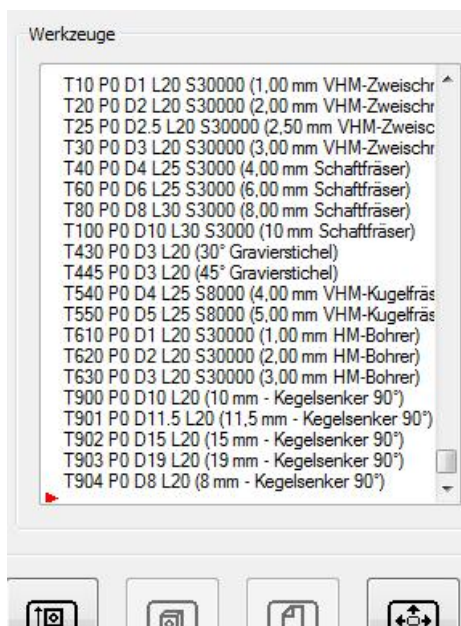 Werkzeuge
T10 P0 D1 L20 S30000 (1,00 mm VHM-Zweischr
T20 P0 D2 L20 S30000 (2,00 mm VHM-Zweischr
T25 P0 D2.5 L20 S30000 (2,50 mm VHM-Zweisc
T30 P0 D3 L20 S30000 (3,00 mm VHM-Zweischr
T40 P0 D4 L25 S3000 (4,00 mm Schaftfräser)
T60 P0 D6 L25 S3000 (6,00 mm Schaftfräser)
T80 P0 D8 L30 S3000 (8,00 mm Schaftfräser)
T100 P0 D10 L30 S3000 (10 mm Schaftfräser)
T430 P0 D3 L20 (30° Gravierstichel)
T445 P0 D3 L20 (45° Gravierstichel)
T540 P0 D4 L25 S8000 (4,00 mm VHM-Kugelfräs
T550 P0 D5 L25 S8000 (5,00 mm VHM-Kugelfräs
T610 P0 D1 L20 S30000 (1,00 mm HM-Bohrer)
T620 P0 D2 L20 S30000 (2,00 mm HM-Bohrer)
T630 P0 D3 L20 S30000 (3,00 mm HM-Bohrer)
T900 P0 D10 L20 (10 mm - Kegelsenker 90°)
T901 P0 D11.5 L20 (11,5 mm - Kegelsenker 90°)
T902 P0 D15 L20 (15 mm - Kegelsenker 90°)
T903 P0 D19 L20 (19 mm - Kegelsenker 90°)
T904 P0 D8 L20 (8 mm - Kegelsenker 90°)